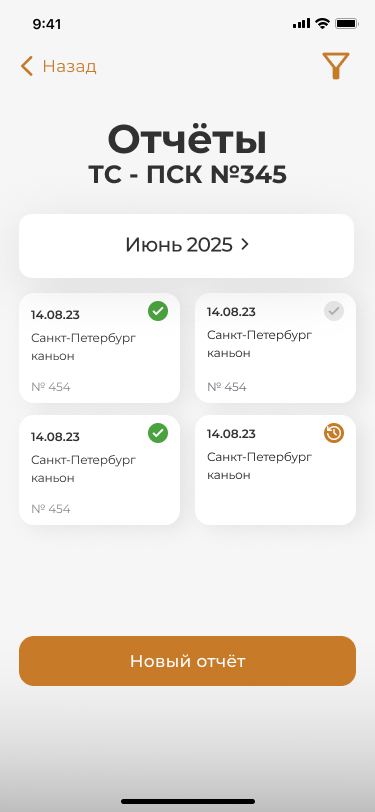 9:41
Назад
Отчёты
ТС - ПСК №345
Июнь 2025
14.08.23
Санкт-Петербург
каньон
№ 454
14.08.23
Санкт-Петербург
каньон
№ 454
14.08.23
Санкт-Петербург
каньон
№ 454
14.08.23
Санкт-Петербург
каньон
Новый отчёт